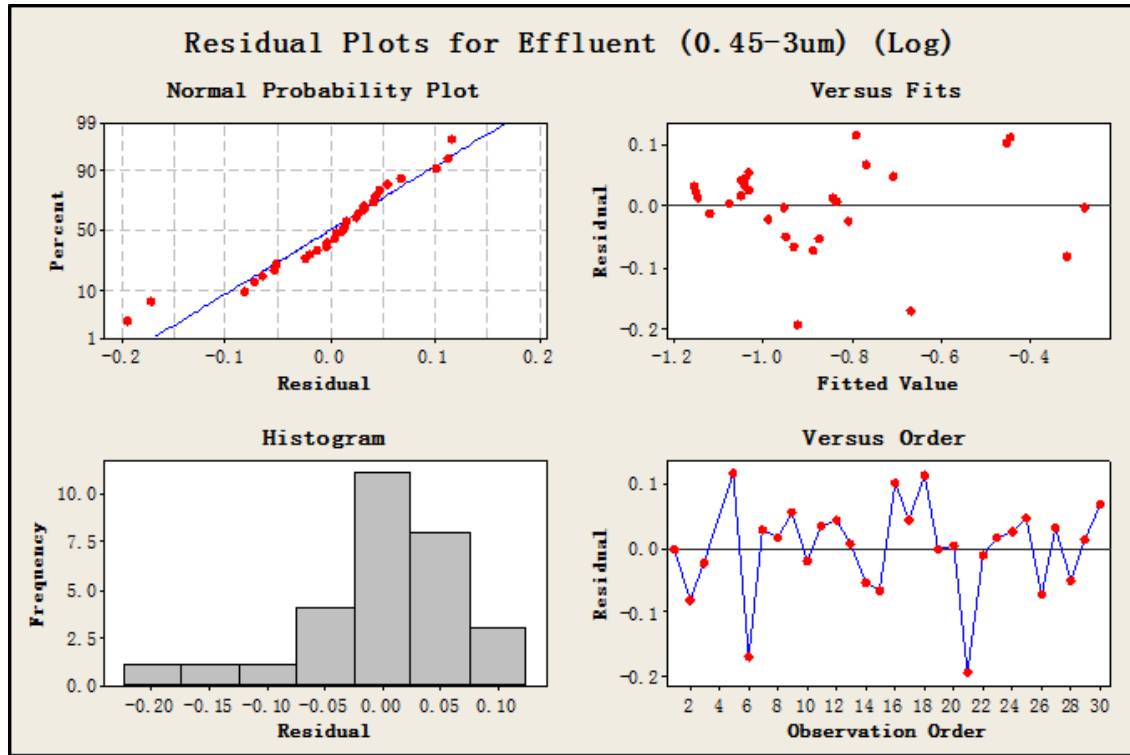 Residual Plots for Effluent (0.45-3um) (Log)
Normal Probability Plot
99
90
50
10
1
Percent
-0.2 -0.1 0.0 0.1 0.2
Residual
Versus Fits
0.1
0.0
-0.1
-0.2
Residual
-1.2 -1.0 -0.8 -0.6 -0.4
Fitted Value
Histogram
10.0
7.5
5.0
2.5
0.0
Frequency
-0.20 -0.15 -0.10 -0.05 0.00 0.05 0.10
Residual
Versus Order
0.1
0.0
-0.1
-0.2
Residual
2 4 6 8 10 12 14 16 18 20 22 24 26 28 30
Observation Order